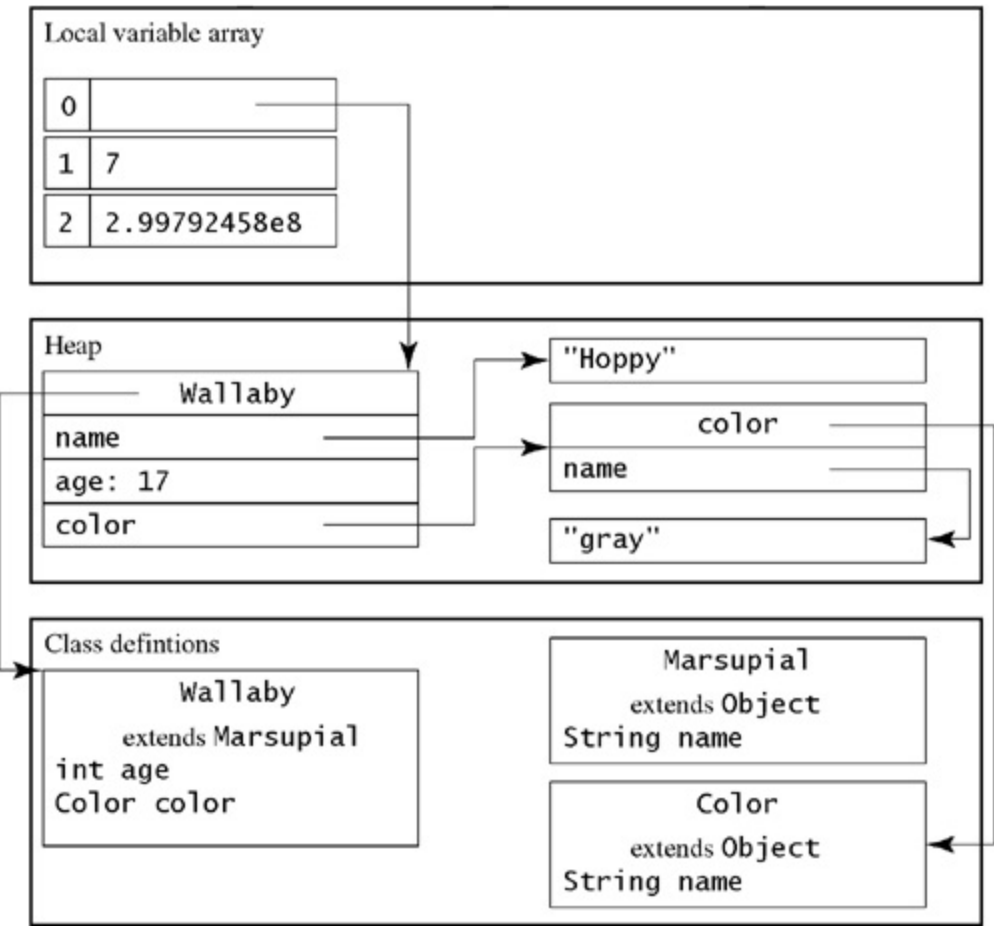 Local variable array
0
1 7
2 2.99792458e8
Heap
Wallaby
name
age: 17
color
"Hoppy"
color
name
"gray"
Class defintions
Wallaby
extends Marsupial
int age
Color color
Marsupial
extends Object
String name
Color
extends Object
String name